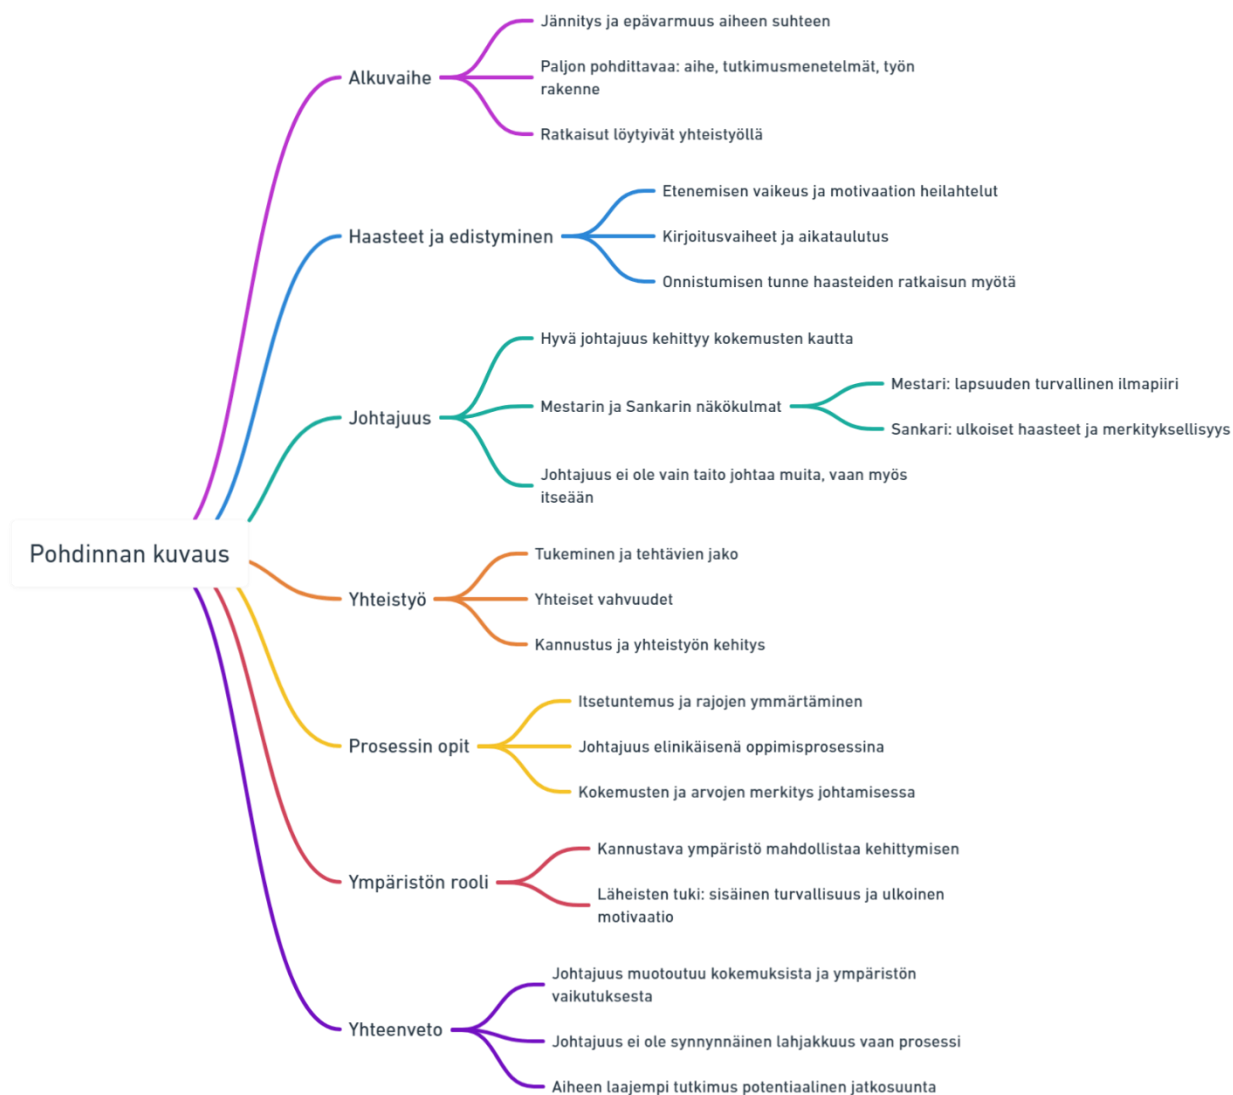 Pohdinnan kuvaus
Alkuvaihe
Jännitys ja epävarmuus aiheen suhteen
Paljon pohdittavaa: aihe, tutkimusmenetelmät, työn
rakenne
Ratkaisut löytyivät yhteistyöllä
Haasteet ja edistyminen
Etenemisen vaikeus ja motivaation heilahtelut
Kirjoitusvaiheet ja aikataulutus
Onnistumisen tunne haasteiden ratkaisun myötä
Johtajuus
Hyvä johtajuus kehittyy kokemusten kautta
Mestarin ja Sankarin näkökulmat
Mestari: lapsuuden turvallinen ilmapiiri
Sankari: ulkoiset haasteet ja merkityksellisyys
Johtajuus ei ole vain taito johtaa muita, vaan myös
itseään
Yhteistyö
Tukeminen ja tehtävien jako
Yhteiset vahvuudet
Kannustus ja yhteistyön kehitys
Prosessin opit
Itsetuntemus ja rajojen ymmärtäminen
Johtajuus elinikäisenä oppimisprosessina
Kokemusten ja arvojen merkitys johtamisessa
Ympäristön rooli
Kannustava ympäristö mahdollistaa kehittymisen
Läheisten tuki: sisäinen turvallisuus ja ulkoinen
motivaatio
Yhteenveto
Johtajuus muotoutuu kokemuksista ja ympäristön
vaikutuksesta
Johtajuus ei ole synnynnäinen lahjakkuus vaan prosessi
Aiheen laajempi tutkimus potentiaalinen jatkosuunta